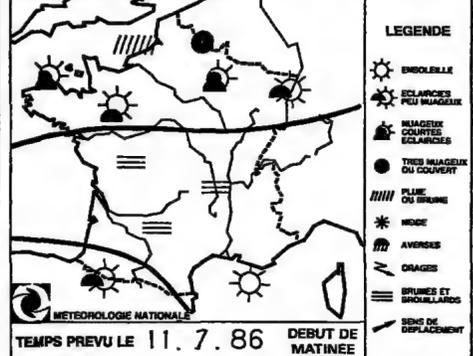 LEGENDE
ENSOLEILLE
ECLAIRCIES
PEU NUAGEUX
NUAGEUX
COURTES
ECLAIRCIES
TRES NUAGEUX
OU COUVERT
PLUIE
OU BRUINE
NEIGE
AVERSES
ORAGES
BRUMES ET
BROUILLARDS
SENS DE
DEPLACEMENT
METEOROLOGIE NATIONALE
TEMPS PREVU LE 11.7.86 DEBUT DE
MATINEE